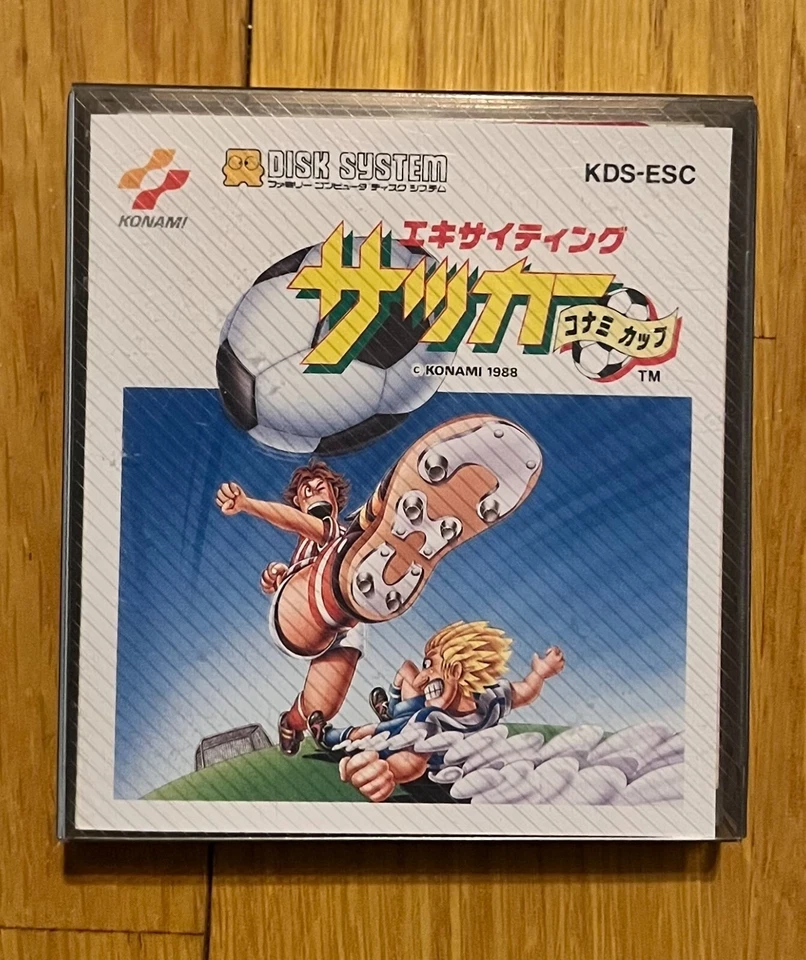 KONAMI
DISK SYSTEM
ファミリーコンピュータ ディスク システム
KDS-ESC
エキサイティング
サッカー
コナミ カップ
© KONAMI 1988
TM